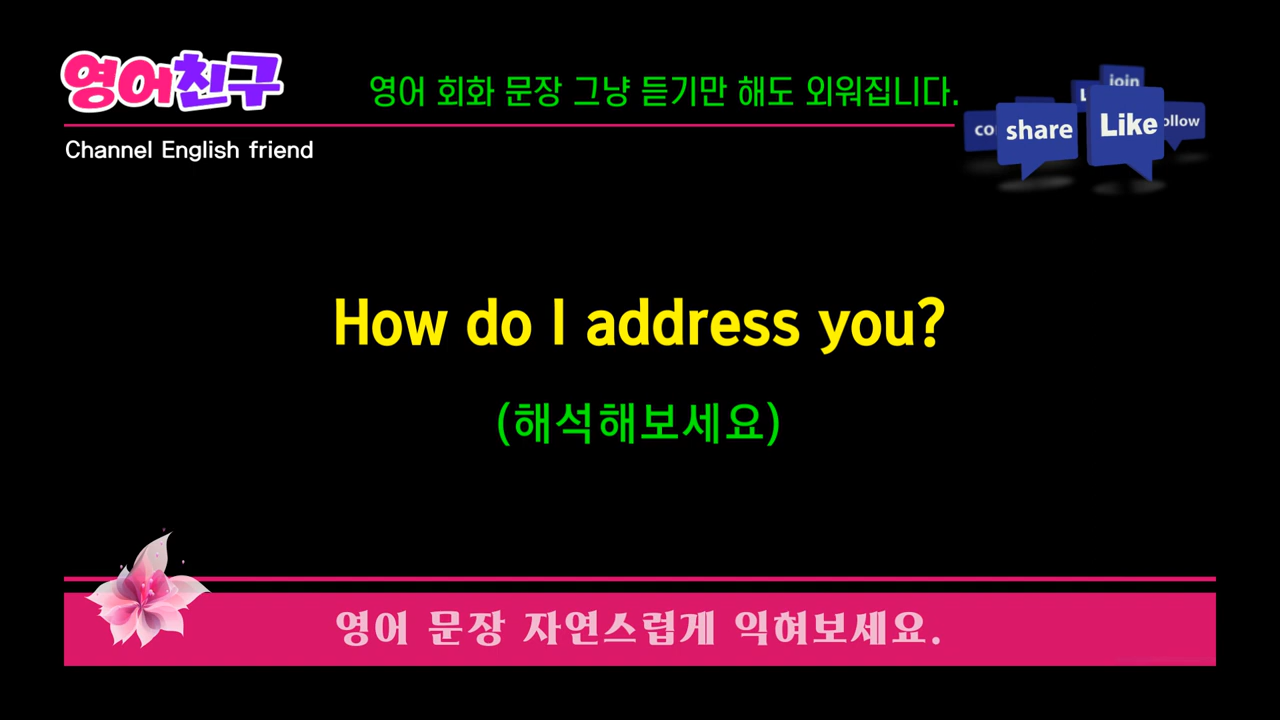 영어친구
영어 회화 문장 그냥 듣기만 해도 외워집니다.
Channel English friend
join
share
Like
How do I address you?
(해석해보세요)
영어 문장 자연스럽게 익혀보세요.